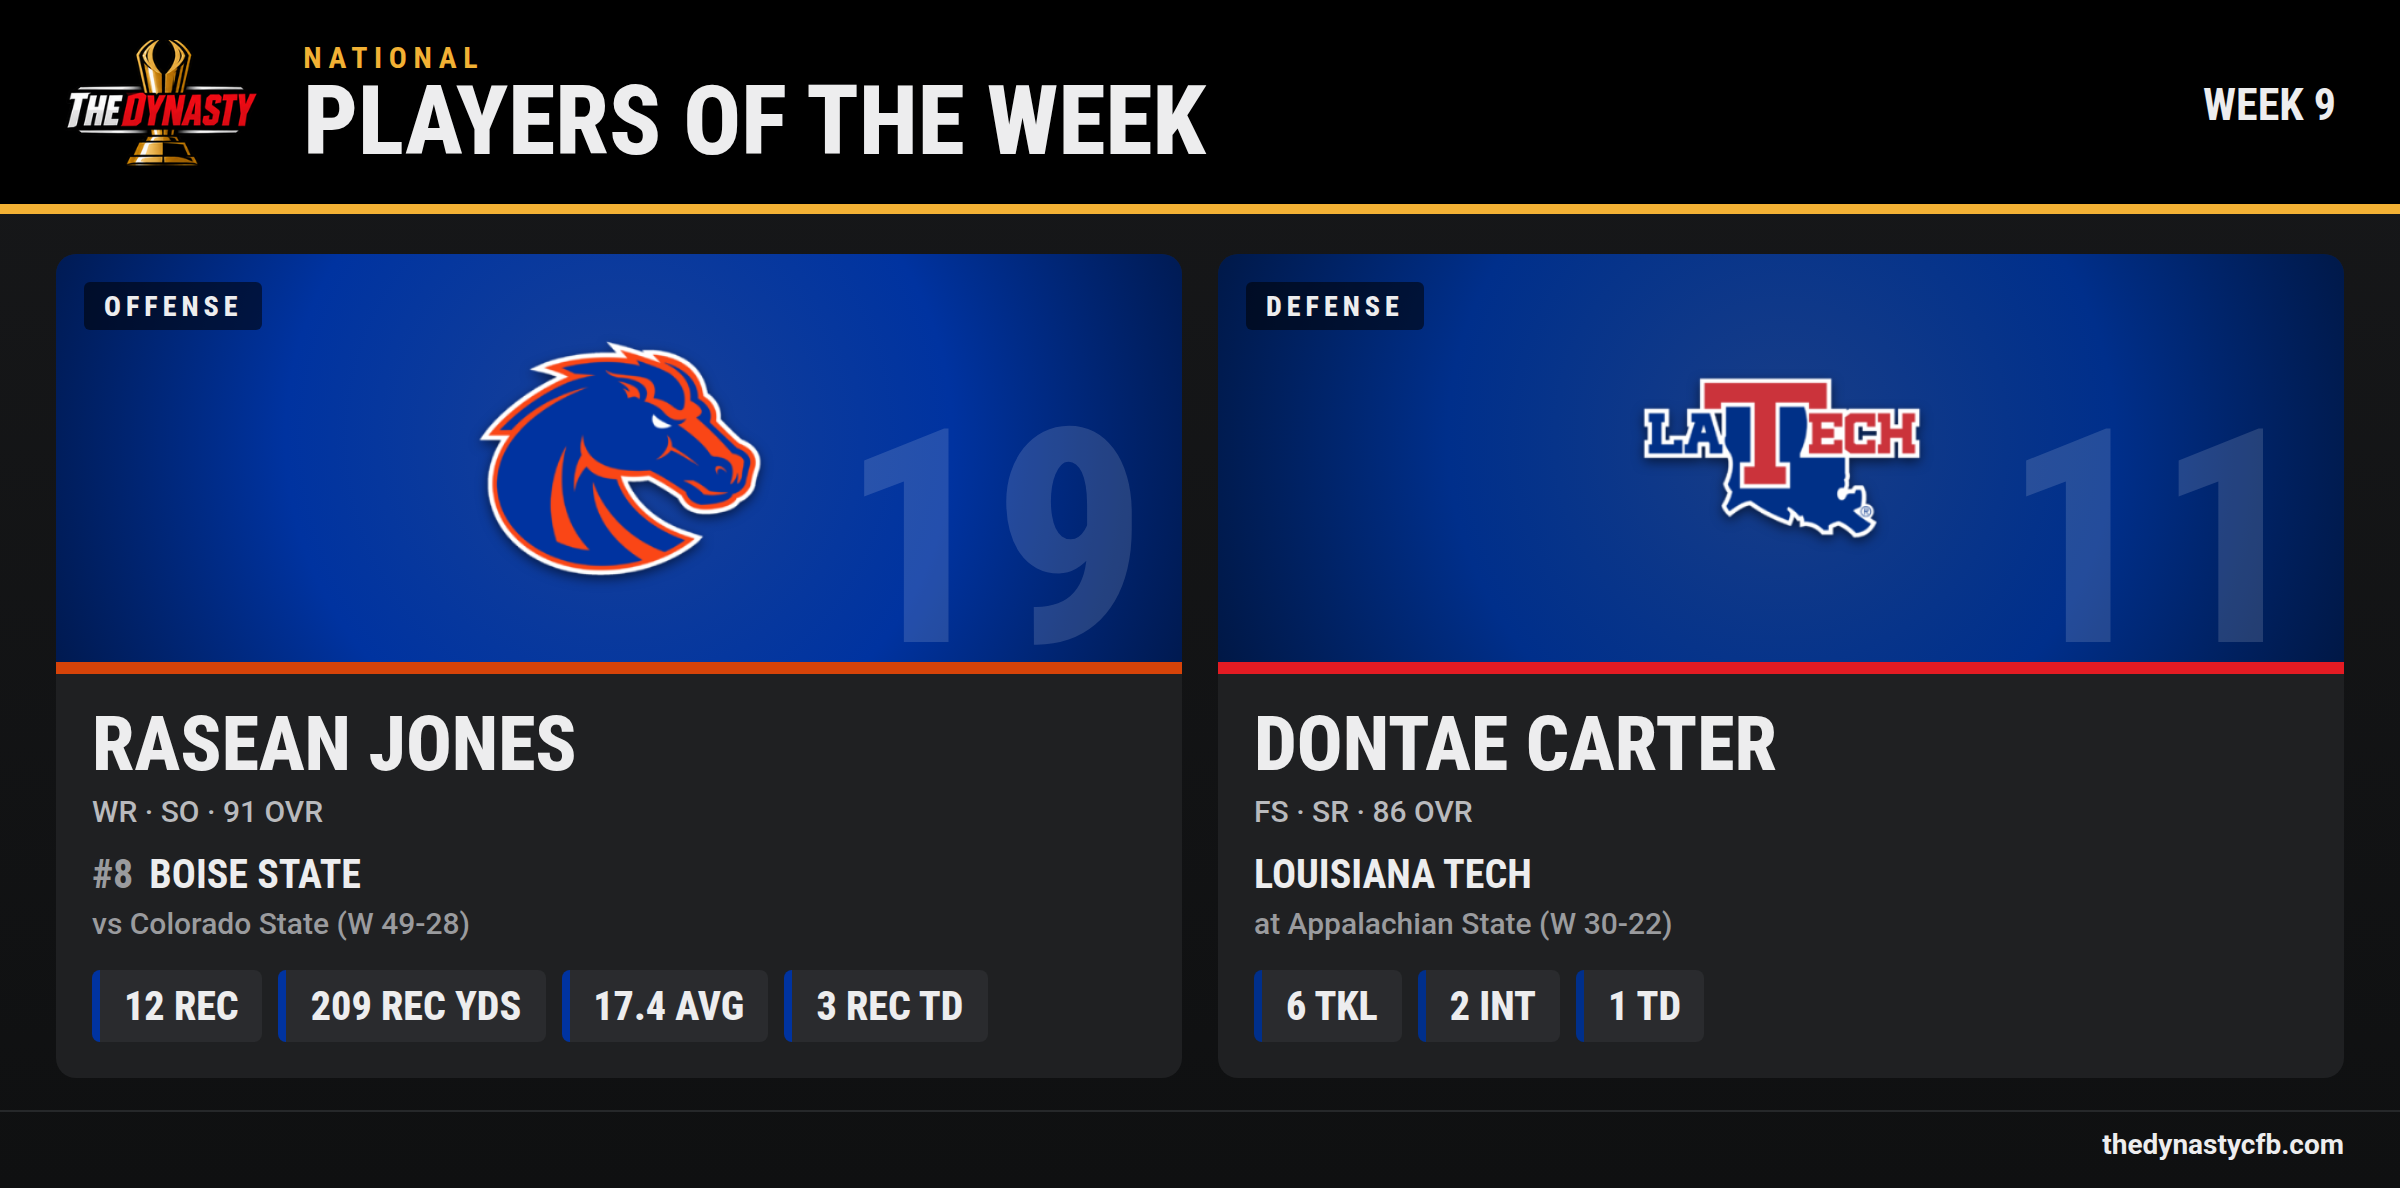 THE DYNASTY
NATIONAL
PLAYERS OF THE WEEK
WEEK 9
OFFENSE
19
RASEAN JONES
WR · SO · 91 OVR
#8 BOISE STATE
vs Colorado State (W 49-28)
12 REC
209 REC YDS
17.4 AVG
3 REC TD
DEFENSE
LA TECH
®
11
DONTAE CARTER
FS · SR · 86 OVR
LOUISIANA TECH
at Appalachian State (W 30-22)
6 TKL
2 INT
1 TD
thedynastycfb.com